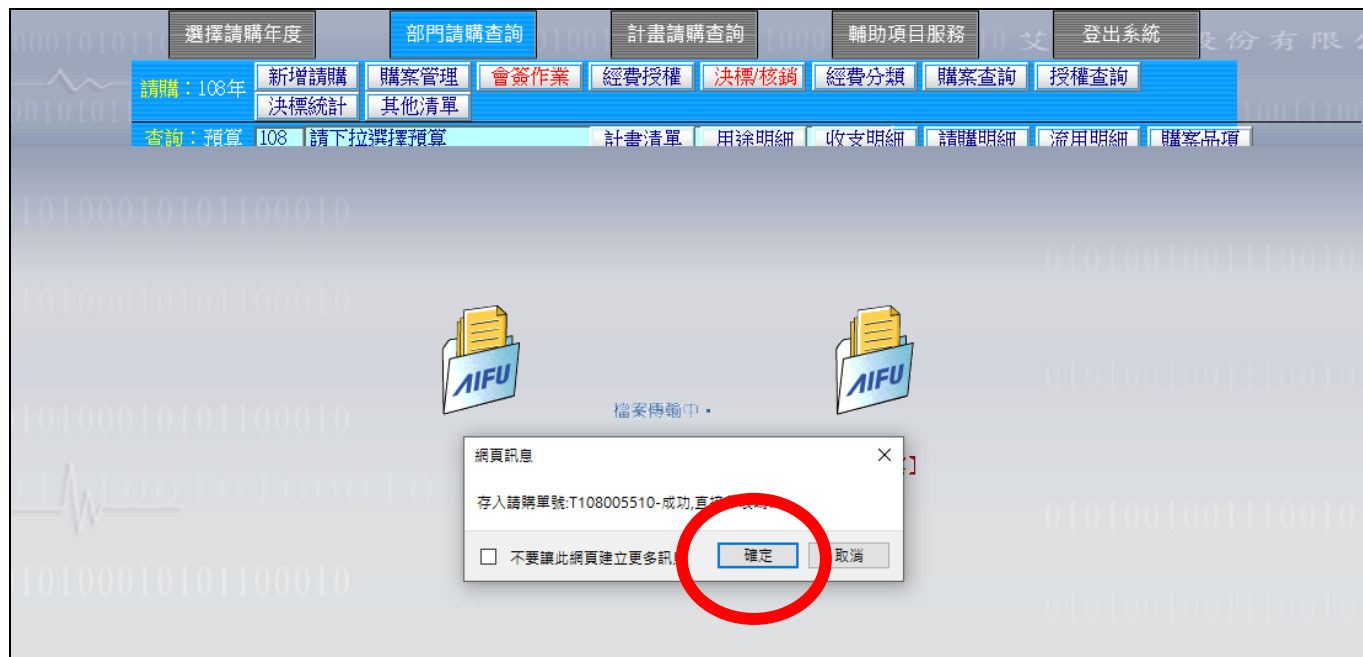 選擇請購年度 部門請購查詢 計畫請購查詢 輔助項目服務 登出系統
請購：108年 新增請購 購案管理 會簽作業 經費授權 決標/核銷 經費分類 購案查詢 授權查詢
決標統計 其他清單
查詢：預算 108 請下拉選擇預算 計畫清單 用途明細 收支明細 請購明細 流用明細 購案品項
10100010101100010
0101001001110010
10100010101100010
AIFU AIFU
檔案傳輸中。
10100010101100010
網頁訊息
存入請購單號:T108005510-成功,直接
不要讓此網頁建立更多訊息 確定 取消
10100010101100010